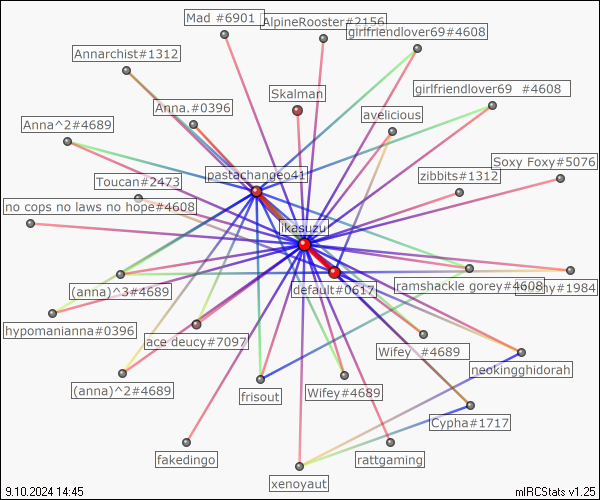 Mad #6901
AlpineRooster#2156
girlfriendlover69#4608
Annarchist#1312
girlfriendlover69 #4608
Skalman
Anna.#0396
avelicious
Anna^2#4689
Soxy Foxy#5076
pastachangeo41
zibbits#1312
Toucan#2473
no cops no laws no hope#4608
ikasuzu
(anna)^3#4689
default#0617
ramshackle gorey#4608
#1984
hypomanianna#0396
ace deucy#7097
Wifey #4689
neokingghidorah
(anna)^2#4689
frisout
Wifey#4689
Cypha#1717
fakedingo
rattgaming
xenoyaut
9.10.2024 14:45
mIRCStats v1.25